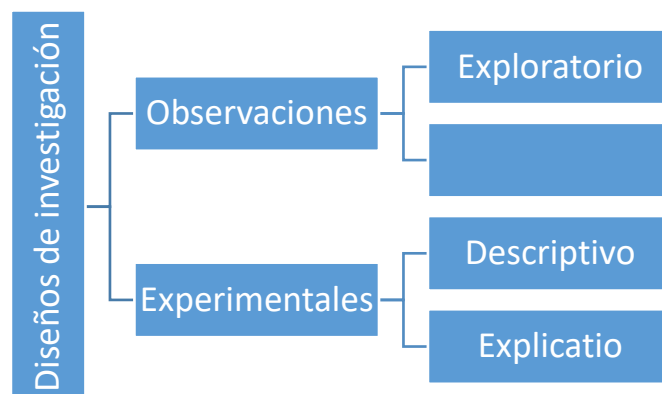 Diseños de investigación
Observaciones
Exploratorio
Experimentales
Descriptivo
Explicatio